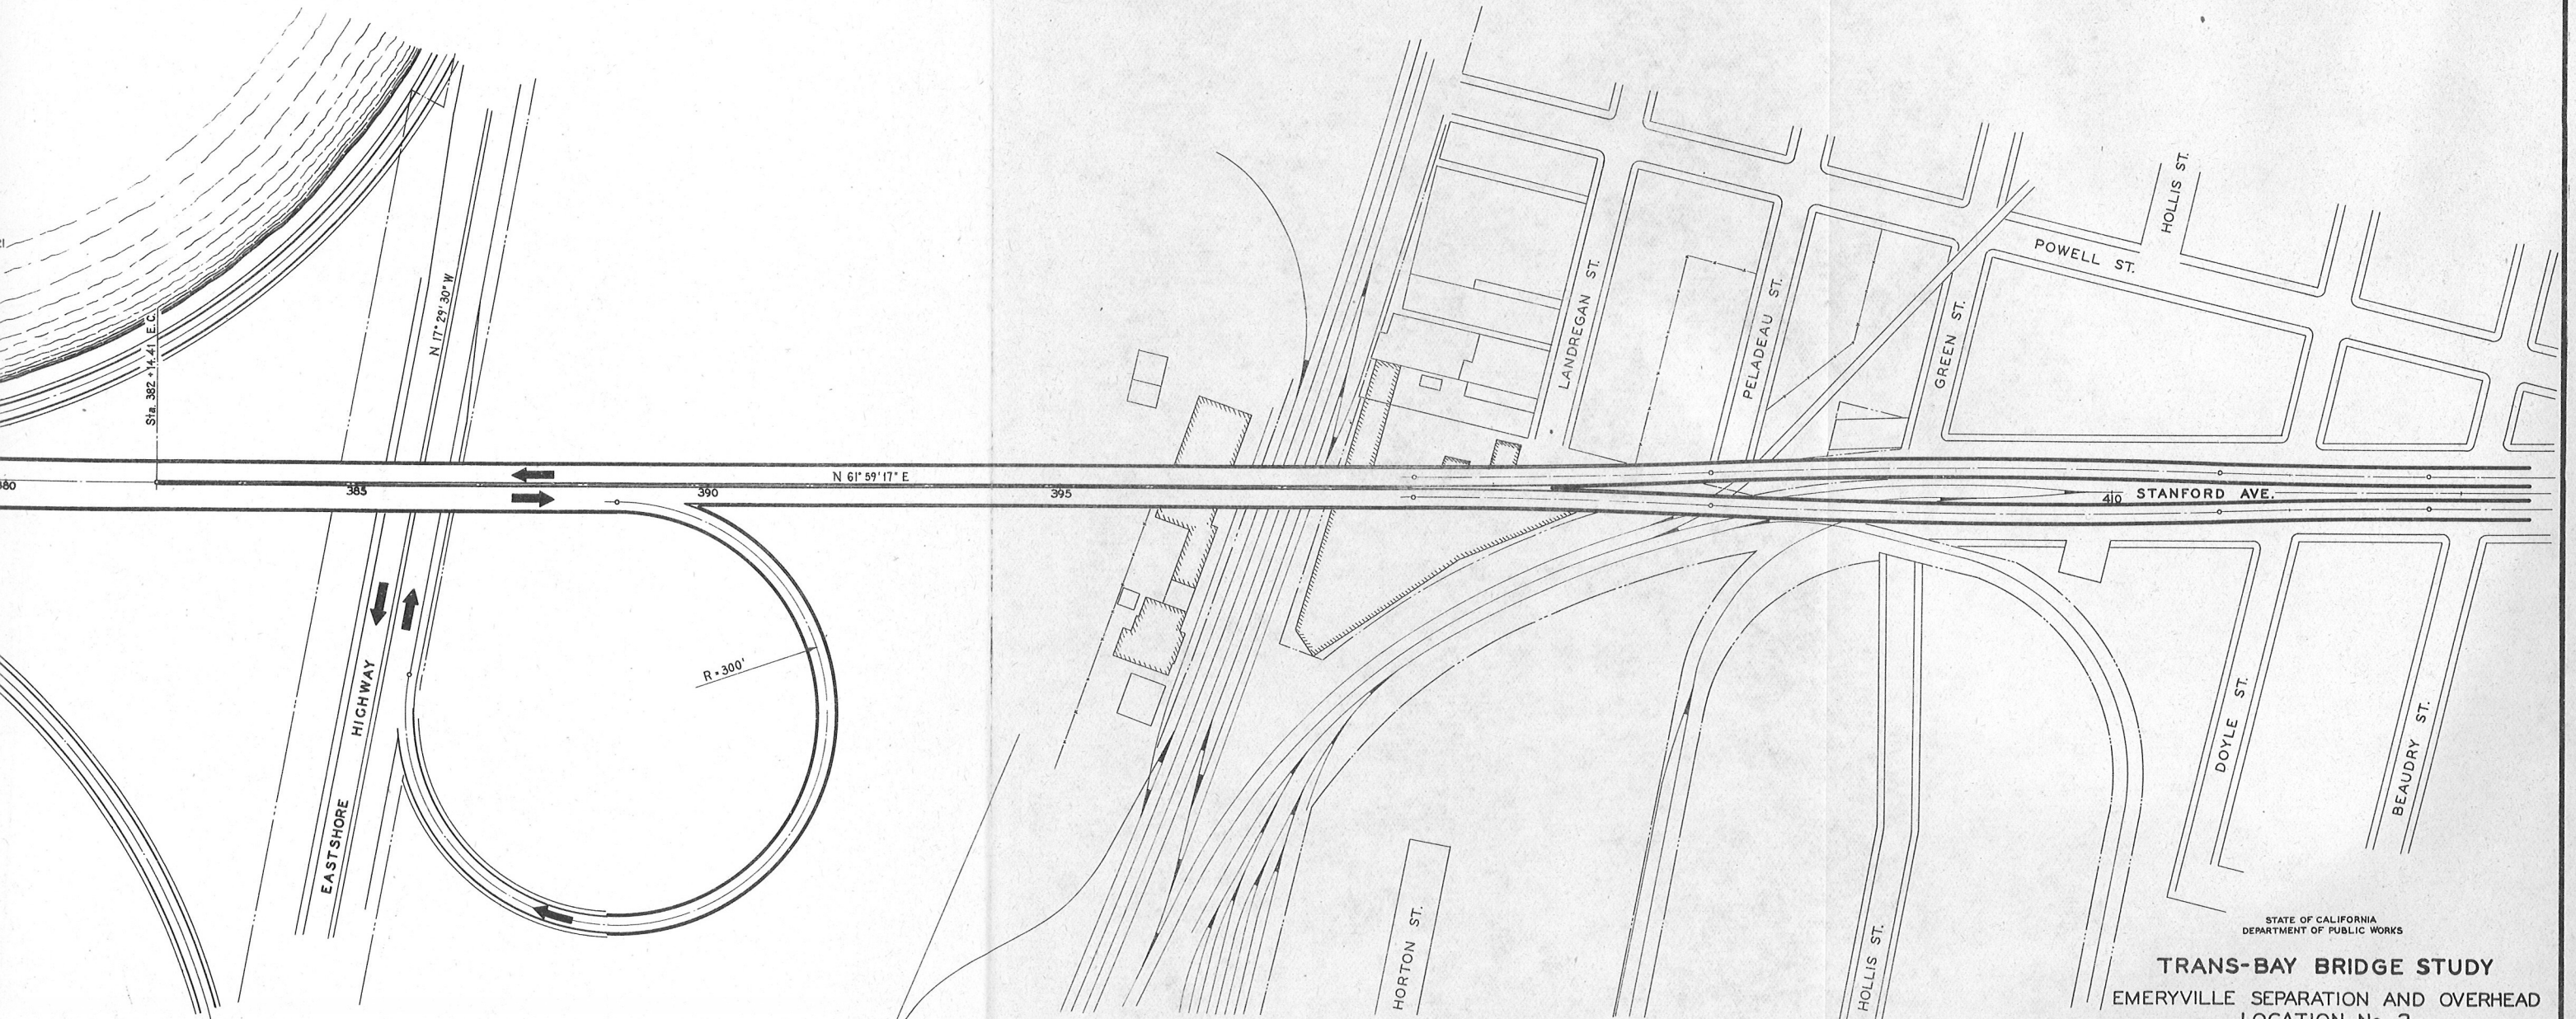 Sta. 382 + 14.41 E.C.
N 17° 29' 30" W
N 61° 59' 17" E
385
390
395
R = 300'
EASTSHORE HIGHWAY
LANDREGAN ST.
PELADEAU ST.
GREEN ST.
POWELL ST.
HOLLIS ST.
410 STANFORD AVE.
HORTON ST.
HOLLIS ST.
DOYLE ST.
BEAUDRY ST.
STATE OF CALIFORNIA
DEPARTMENT OF PUBLIC WORKS
TRANS-BAY BRIDGE STUDY
EMERYVILLE SEPARATION AND OVERHEAD